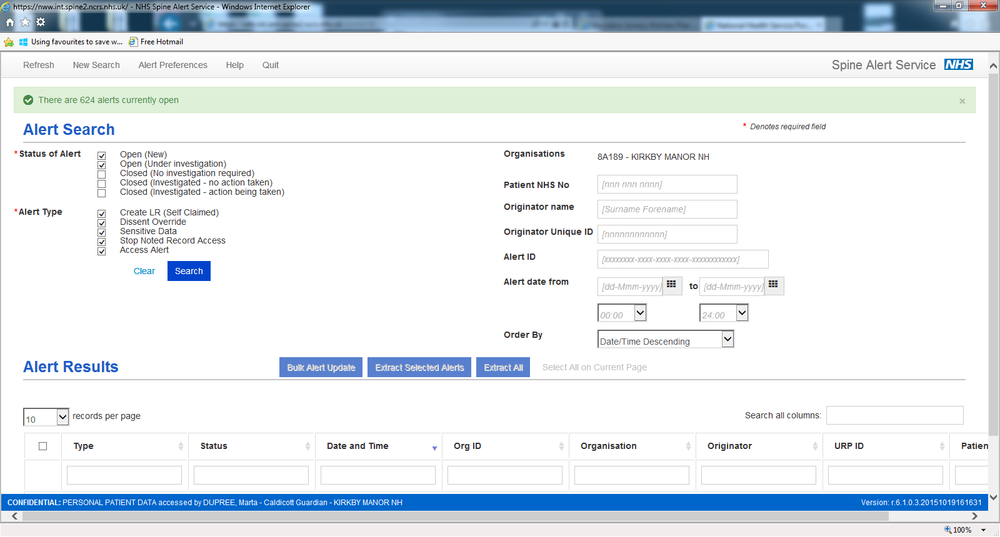 https://nww.int.spine2.ncrs.nhs.uk/ - NHS Spine Alert Service - Windows Internet Explorer
Using favourites to save w... Free Hotmail
Refresh New Search Alert Preferences Help Quit Spine Alert Service NHS
There are 624 alerts currently open ×
Alert Search * Denotes required field
*Status of Alert Open (New)
Open (Under investigation)
Closed (No investigation required)
Closed (Investigated - no action taken)
Closed (Investigated - action being taken)
*Alert Type Create LR (Self Claimed)
Dissent Override
Sensitive Data
Stop Noted Record Access
Access Alert
Clear Search
Organisations 8A189 - KIRKBY MANOR NH
Patient NHS No [nnn nnn nnnn]
Originator name [Surname Forename]
Originator Unique ID [nnnnnnnnnnnn]
Alert ID [xxxxxxxx-xxxx-xxxx-xxxx-xxxxxxxxxxxx]
Alert date from [dd-Mmm-yyyy] to [dd-Mmm-yyyy]
00:00 24:00
Order By Date/Time Descending
Alert Results Bulk Alert Update Extract Selected Alerts Extract All Select All on Current Page
10 records per page Search all columns:
Type Status Date and Time Org ID Organisation Originator URP ID Patien
CONFIDENTIAL: PERSONAL PATIENT DATA accessed by DUPREE, Marta - Caldicott Guardian - KIRKBY MANOR NH Version: r.6.1.0.3.20151019161631
100%